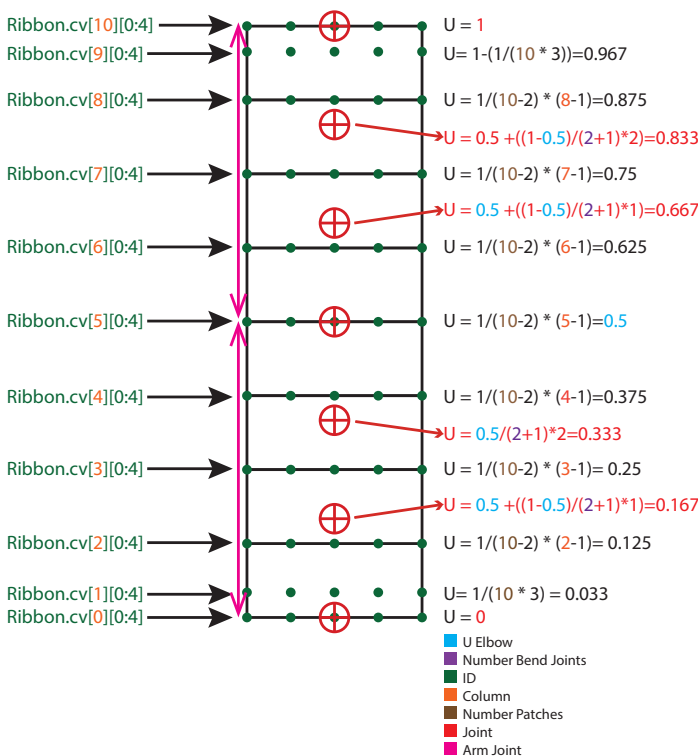 Ribbon.cv[10][0:4] U = 1
Ribbon.cv[9][0:4] U= 1-(1/(10 * 3))=0.967
Ribbon.cv[8][0:4] U = 1/(10-2) * (8-1)=0.875
U = 0.5 +((1-0.5)/(2+1)*2)=0.833
Ribbon.cv[7][0:4] U = 1/(10-2) * (7-1)=0.75
U = 0.5 +((1-0.5)/(2+1)*1)=0.667
Ribbon.cv[6][0:4] U = 1/(10-2) * (6-1)=0.625
Ribbon.cv[5][0:4] U = 1/(10-2) * (5-1)=0.5
Ribbon.cv[4][0:4] U = 1/(10-2) * (4-1)=0.375
U = 0.5/(2+1)*2=0.333
Ribbon.cv[3][0:4] U = 1/(10-2) * (3-1)= 0.25
U = 0.5 +((1-0.5)/(2+1)*1)=0.167
Ribbon.cv[2][0:4] U = 1/(10-2) * (2-1)= 0.125
Ribbon.cv[1][0:4] U= 1/(10 * 3) = 0.033
Ribbon.cv[0][0:4] U = 0
U Elbow
Number Bend Joints
ID
Column
Number Patches
Joint
Arm Joint